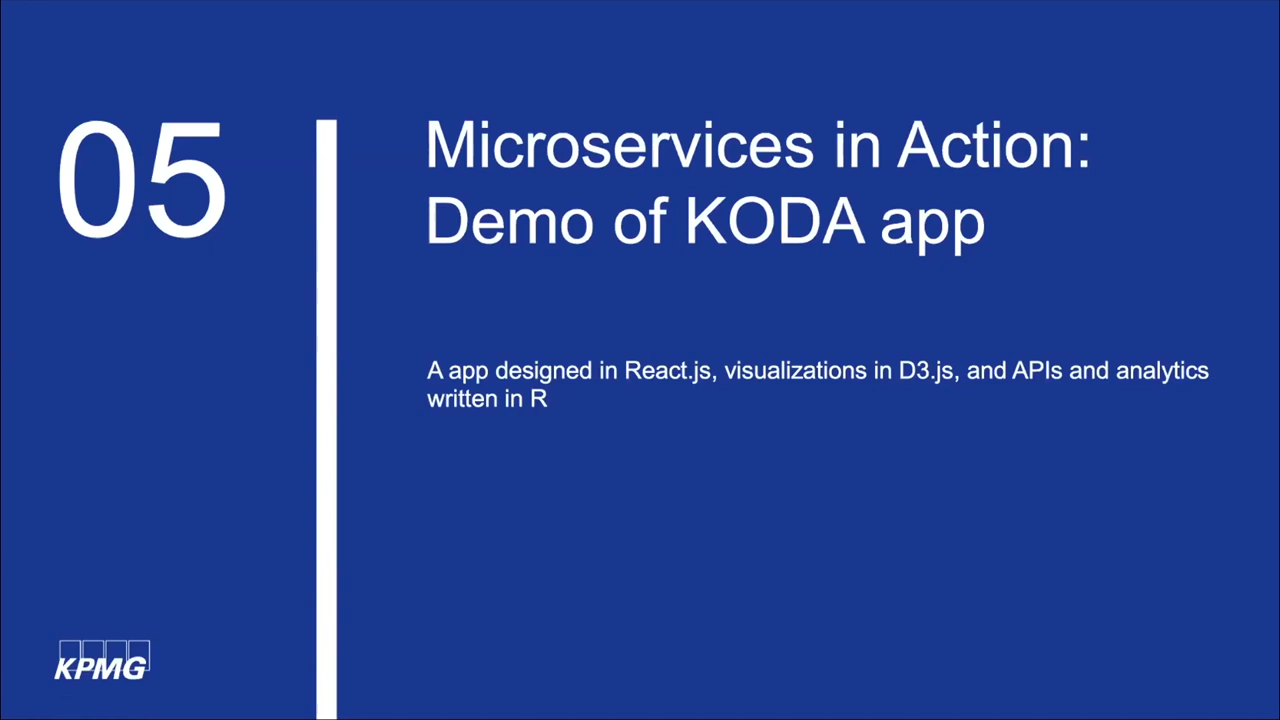 05
Microservices in Action:
Demo of KODA app
A app designed in React.js, visualizations in D3.js, and APIs and analytics
written in R
KPMG